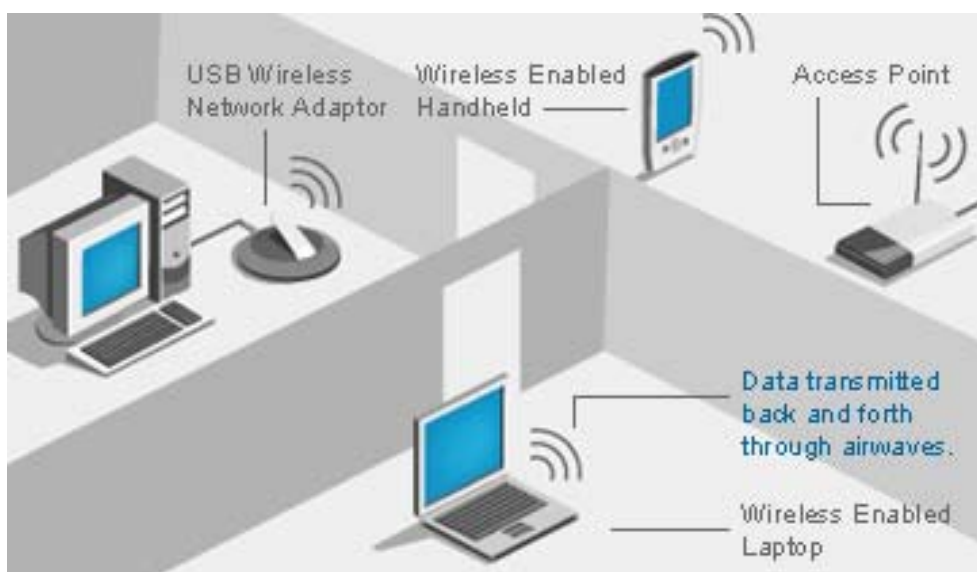 USB Wireless
Network Adaptor
Wireless Enabled
Handheld
Access Point
Data transmitted
back and forth
through airwaves.
Wireless Enabled
Laptop